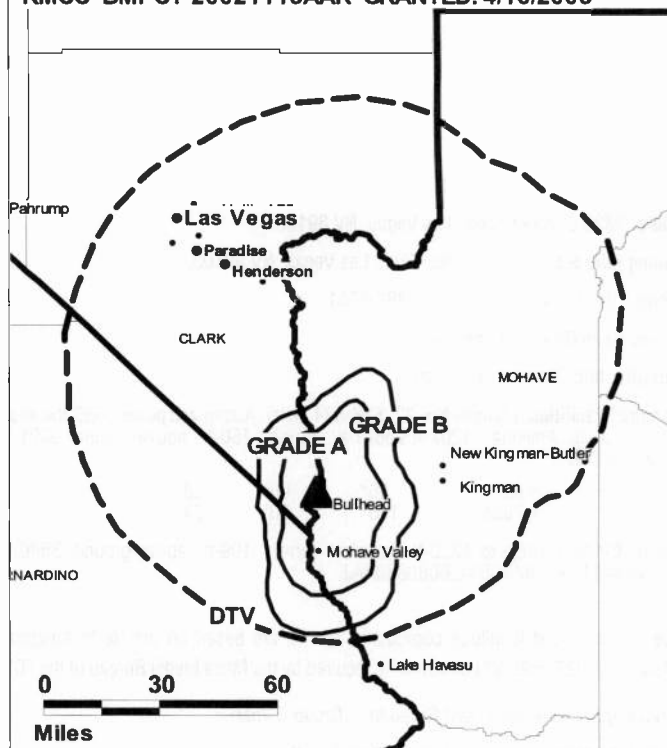 Pahrump
Las Vegas
Paradise
Henderson
CLARK
MOHAVE
GRADE B
GRADE A
New Kingman-Butler
Kingman
Bullhead
Mohave Valley
NARDINO
DTV
Lake Havasu
0 30 60
Miles